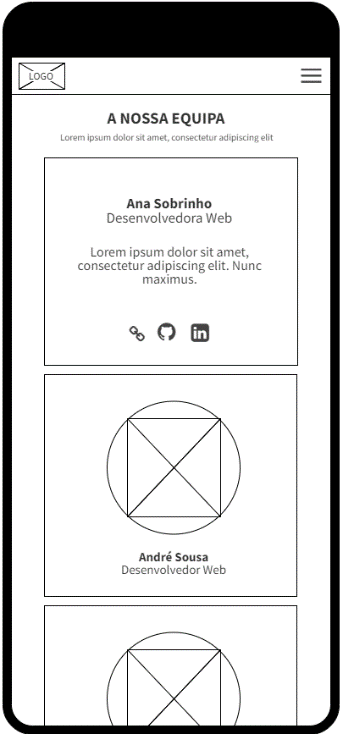 LOGO
A NOSSA EQUIPA
Lorem ipsum dolor sit amet, consectetur adipiscing elit
Ana Sobrinho
Desenvolvedora Web
Lorem ipsum dolor sit amet,
consectetur adipiscing elit. Nunc
maximus.
in
André Sousa
Desenvolvedor Web